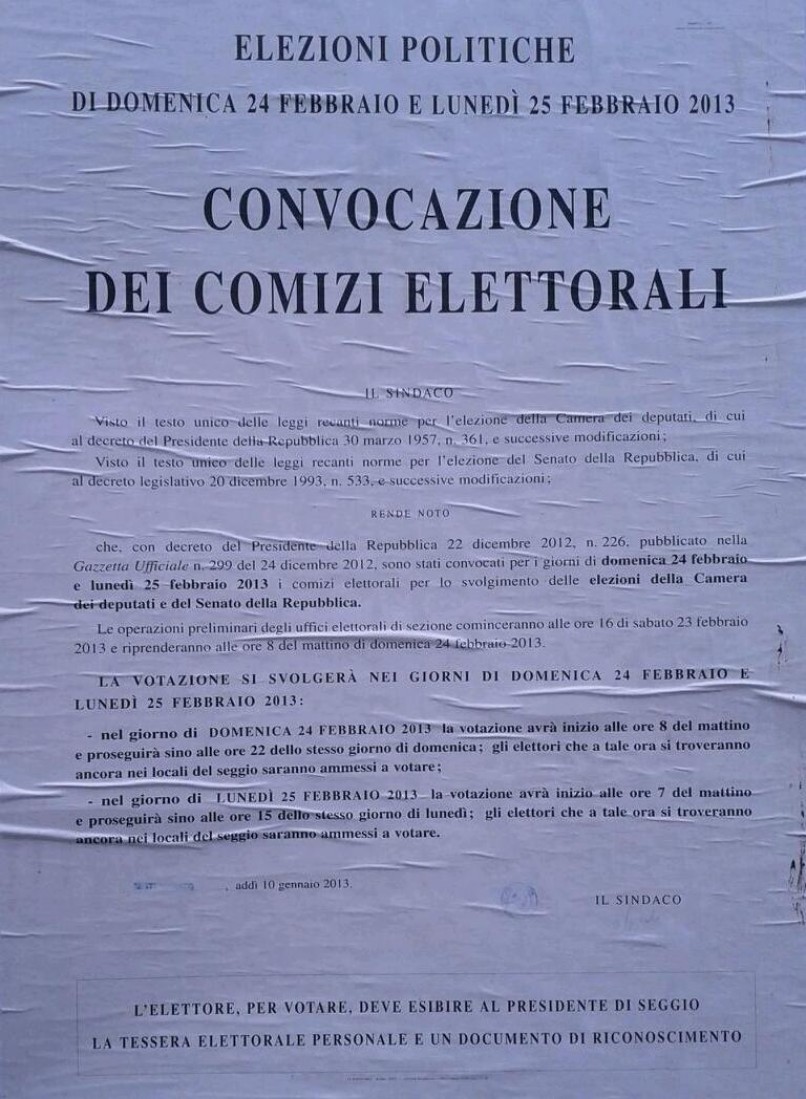 ELEZIONI POLITICHE
DI DOMENICA 24 FEBBRAIO E LUNEDÌ 25 FEBBRAIO 2013
CONVOCAZIONE
DEI COMIZI ELETTORALI
IL SINDACO
Visto il testo unico delle leggi recanti norme per l'elezione della Camera dei deputati, di cui
al decreto del Presidente della Repubblica 30 marzo 1957, n. 361, e successive modificazioni;
Visto il testo unico delle leggi recanti norme per l'elezione del Senato della Repubblica, di cui
al decreto legislativo 20 dicembre 1993, n. 533, e successive modificazioni;
RENDE NOTO
che, con decreto del Presidente della Repubblica 22 dicembre 2012, n. 226, pubblicato nella
Gazzetta Ufficiale n. 299 del 24 dicembre 2012, sono stati convocati per i giorni di domenica 24 febbraio
e lunedì 25 febbraio 2013 i comizi elettorali per lo svolgimento delle elezioni della Camera
dei deputati e del Senato della Repubblica.
Le operazioni preliminari degli uffici elettorali di sezione cominceranno alle ore 16 di sabato 23 febbraio
2013 e riprenderanno alle ore 8 del mattino di domenica 24 febbraio 2013.
LA VOTAZIONE SI SVOLGERÀ NEI GIORNI DI DOMENICA 24 FEBBRAIO E
LUNEDÌ 25 FEBBRAIO 2013:
- nel giorno di DOMENICA 24 FEBBRAIO 2013 la votazione avrà inizio alle ore 8 del mattino
e proseguirà sino alle ore 22 dello stesso giorno di domenica; gli elettori che a tale ora si troveranno
ancora nei locali del seggio saranno ammessi a votare;
- nel giorno di LUNEDÌ 25 FEBBRAIO 2013 la votazione avrà inizio alle ore 7 del mattino
e proseguirà sino alle ore 15 dello stesso giorno di lunedì; gli elettori che a tale ora si troveranno
ancora nei locali del seggio saranno ammessi a votare.
, addì 10 gennaio 2013.
IL SINDACO
L'ELETTORE, PER VOTARE, DEVE ESIBIRE AL PRESIDENTE DI SEGGIO
LA TESSERA ELETTORALE PERSONALE E UN DOCUMENTO DI RICONOSCIMENTO